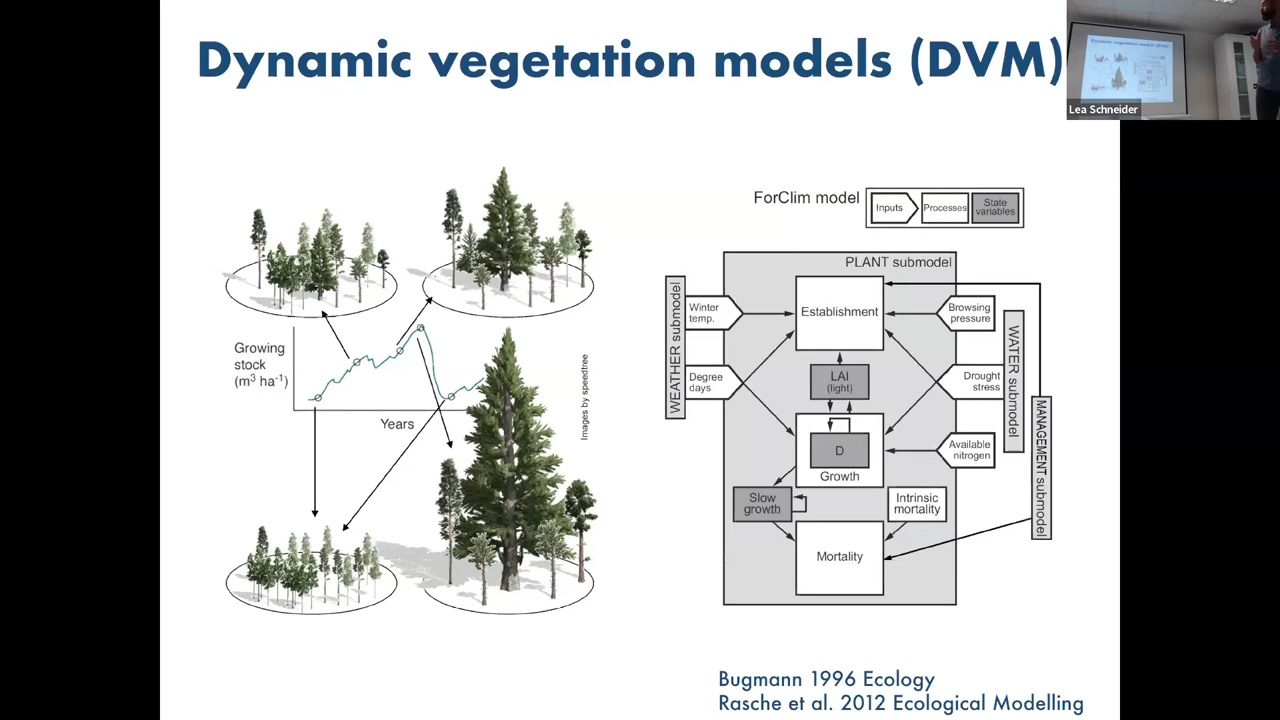 Dynamic vegetation models (DVM)
Lea Schneider
Growing
stock
(m³ ha⁻¹)
Years
Images by speedtree
ForClim model
Inputs
Processes
State
variables
PLANT submodel
WEATHER submodel
Winter
temp.
Degree
days
Establishment
LAI
(light)
D
Growth
Slow
growth
Intrinsic
mortality
Mortality
Browsing
pressure
Drought
stress
Available
nitrogen
WATER submodel
MANAGEMENT submodel
Bugmann 1996 Ecology
Rasche et al. 2012 Ecological Modelling